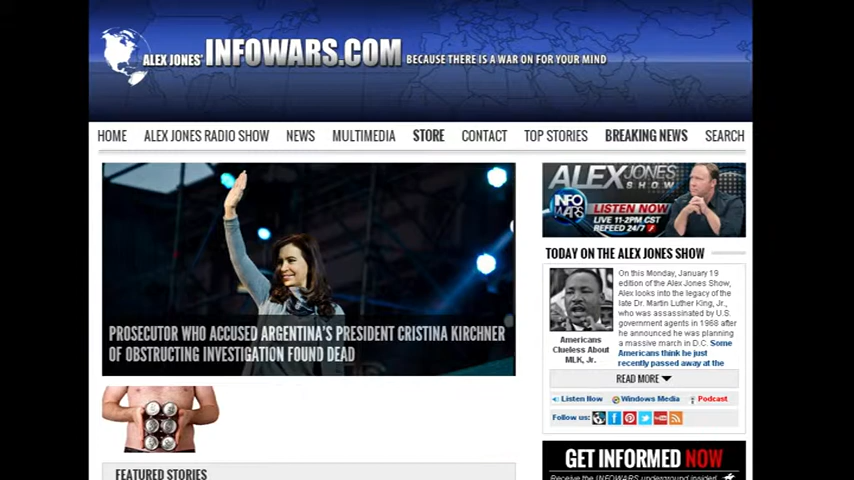 ALEX JONES' INFOWARS.COM BECAUSE THERE IS A WAR ON FOR YOUR MIND
HOME ALEX JONES RADIO SHOW NEWS MULTIMEDIA STORE CONTACT TOP STORIES BREAKING NEWS SEARCH
PROSECUTOR WHO ACCUSED ARGENTINA'S PRESIDENT CRISTINA KIRCHNER
OF OBSTRUCTING INVESTIGATION FOUND DEAD
FEATURED STORIES
ALEX JONES
SHOW
INFO
WARS
LISTEN NOW
LIVE 11-2PM CST
REFEED 24/7
TODAY ON THE ALEX JONES SHOW
Americans
Clueless About
MLK, Jr.
On this Monday, January 19
edition of the Alex Jones Show,
Alex looks into the legacy of the
late Dr. Martin Luther King, Jr.,
who was assassinated by U.S.
government agents in 1968 after
he announced he was planning
a massive march in D.C. Some
Americans think he just
recently passed away at the
READ MORE
Listen Now Windows Media Podcast
Follow us:
GET INFORMED NOW
Receive the INFOWARS underground insider!